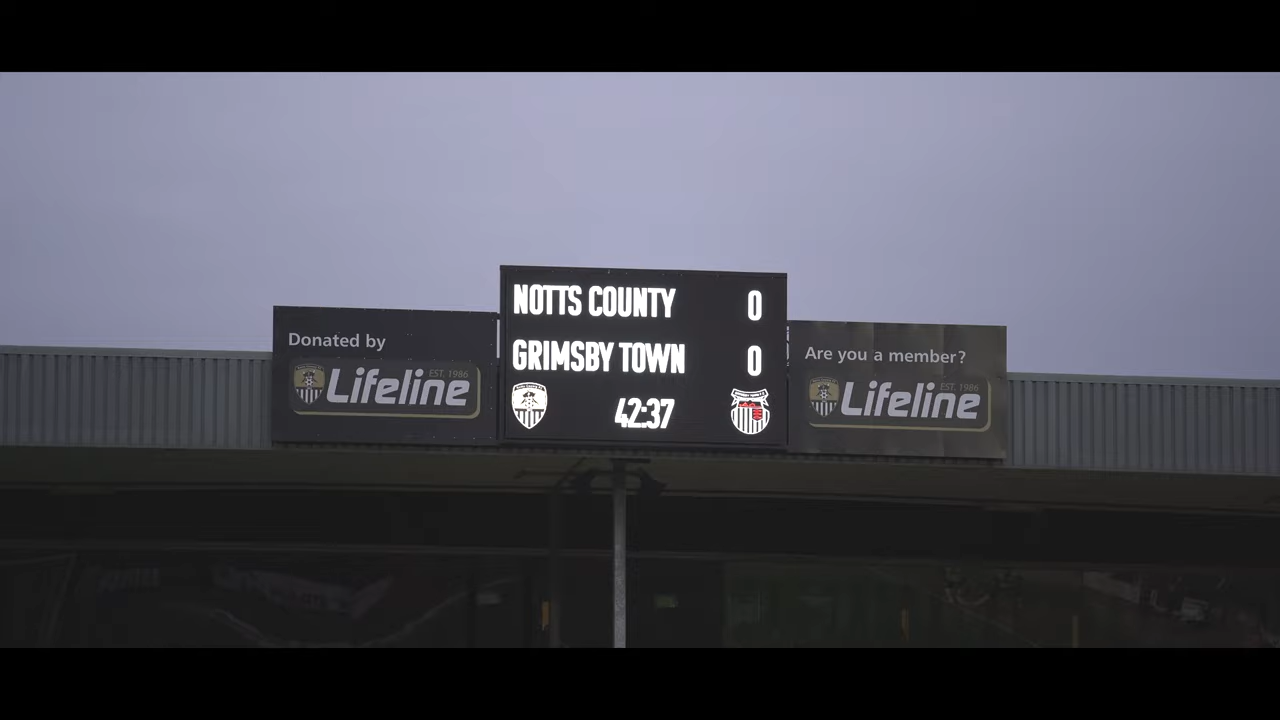 NOTTS COUNTY 0
GRIMSBY TOWN 0
42:37
Donated by
EST. 1986
Lifeline
Are you a member?
EST. 1986
Lifeline